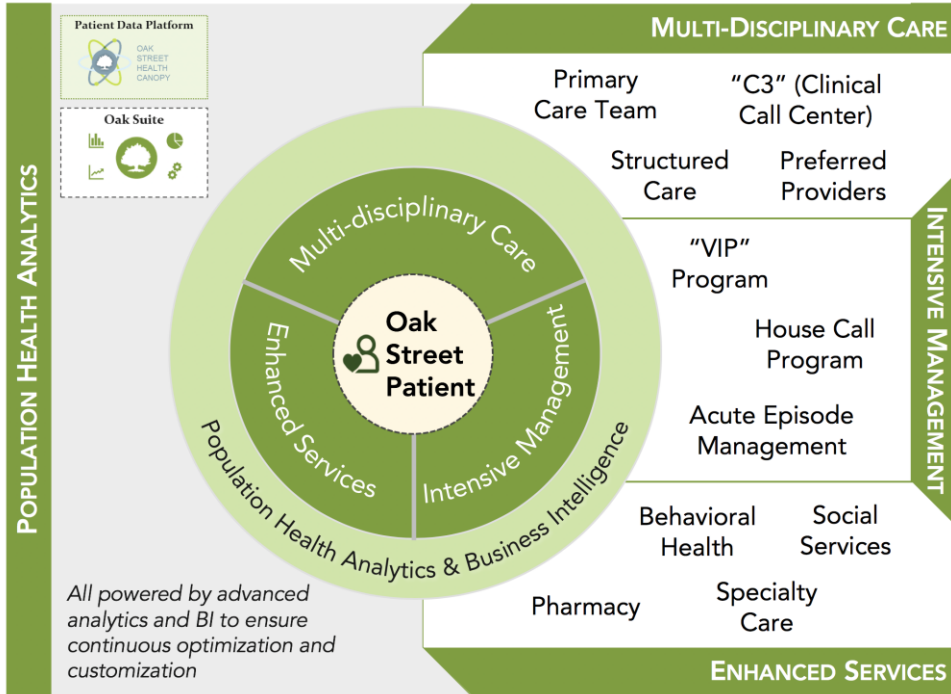 Patient Data Platform
OAK
STREET
HEALTH
CANOPY
Oak Suite
POPULATION HEALTH ANALYTICS
MULTI-DISCIPLINARY CARE
Primary
Care Team
"C3" (Clinical
Call Center)
Structured
Care
Preferred
Providers
INTENSIVE MANAGEMENT
"VIP"
Program
House Call
Program
Acute Episode
Management
Multi-disciplinary Care
Enhanced Services
Intensive Management
Oak
Street
Patient
Population Health Analytics & Business Intelligence
Behavioral
Health
Social
Services
Pharmacy
Specialty
Care
ENHANCED SERVICES
All powered by advanced
analytics and BI to ensure
continuous optimization and
customization